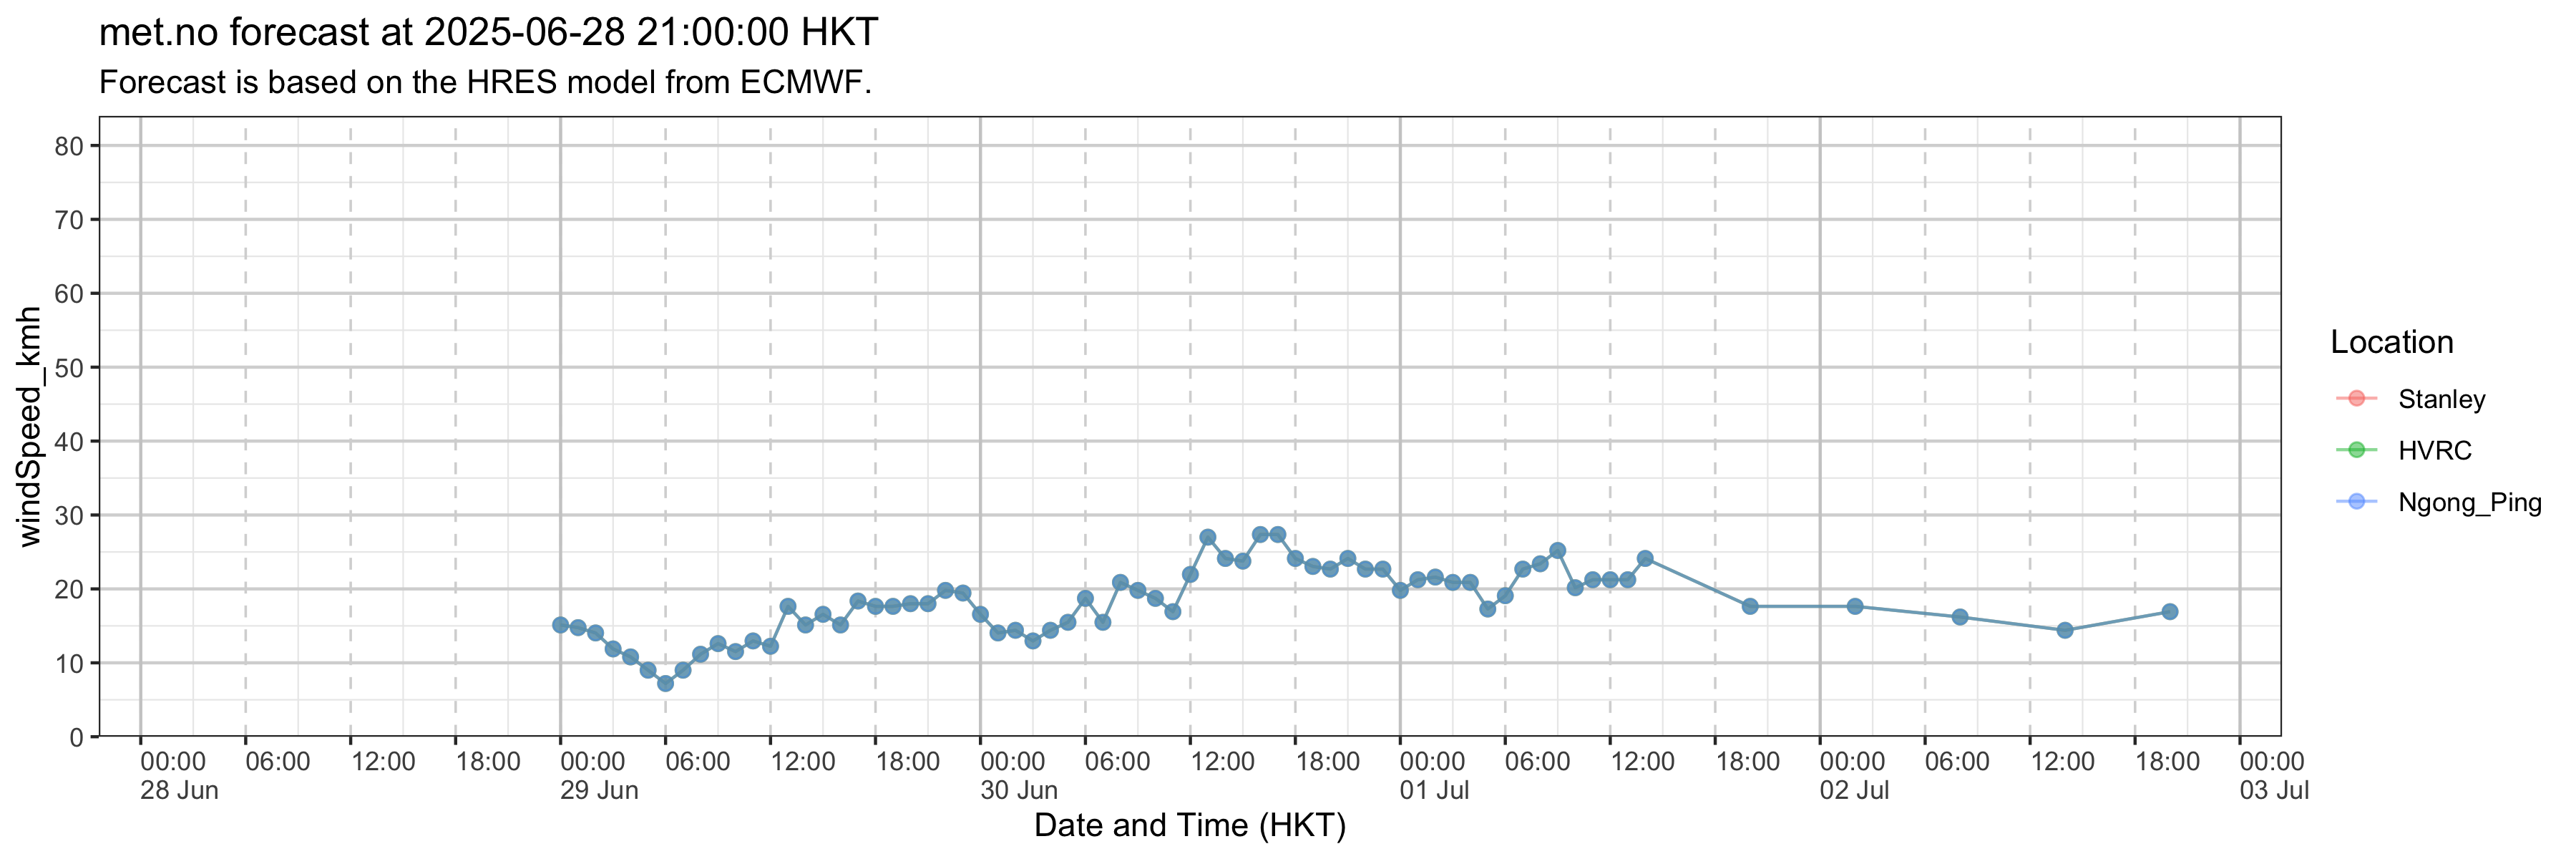 met.no forecast at 2025-06-28 21:00:00 HKT
Forecast is based on the HRES model from ECMWF.
windSpeed_kmh
80
70
60
50
40
30
20
10
0
00:00 06:00 12:00 18:00 00:00 06:00 12:00 18:00 00:00 06:00 12:00 18:00 00:00 06:00 12:00 18:00 00:00 06:00 12:00 18:00 00:00
28 Jun 29 Jun 30 Jun 01 Jul 02 Jul 03 Jul
Date and Time (HKT)
Location
Stanley
HVRC
Ngong_Ping